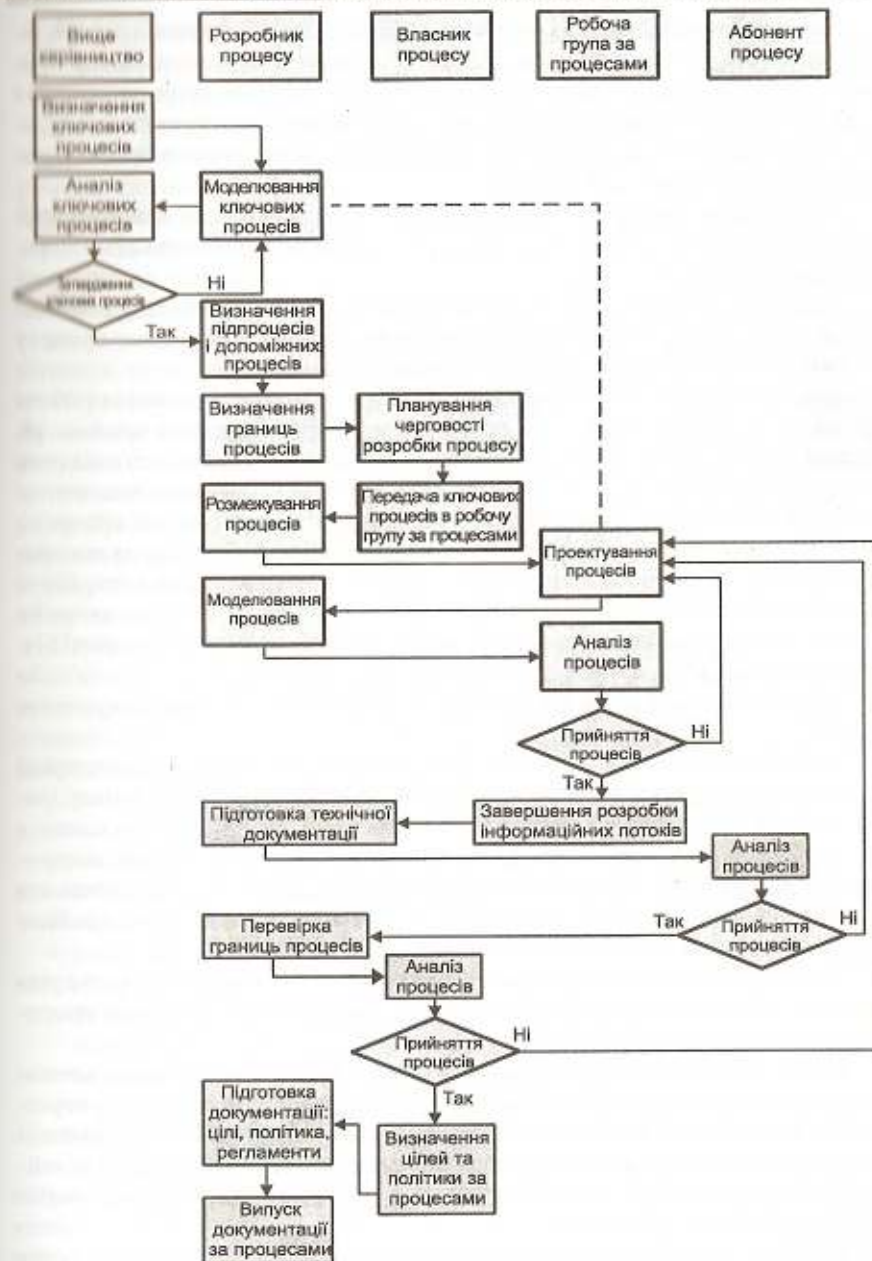 Вище
керівництво
Розробник
процесу
Власник
процесу
Робоча
група за
процесами
Абонент
процесу
Визначення
ключових
процесів
Аналіз
ключових
процесів
Моделювання
ключових
процесів
Затвердження
ключових процесів
Ні
Так
Визначення
підпроцесів
і допоміжних
процесів
Визначення
границь
процесів
Планування
черговості
розробки процесу
Розмежування
процесів
Передача ключових
процесів в робочу
групу за процесами
Проектування
процесів
Моделювання
процесів
Аналіз
процесів
Прийняття
процесів
Ні
Так
Підготовка технічної
документації
Завершення розробки
інформаційних потоків
Аналіз
процесів
Прийняття
процесів
Так
Ні
Перевірка
границь процесів
Аналіз
процесів
Прийняття
процесів
Ні
Так
Підготовка
документації:
цілі, політика,
регламенти
Визначення
цілей та
політики за
процесами
Випуск
документації
за процесами